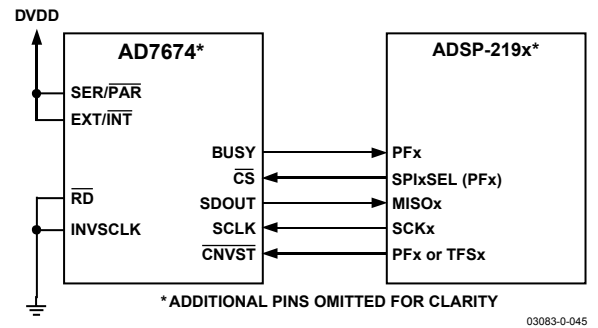 DVDD
AD7674*
ADSP-219x*
SER/PAR
EXT/INT
BUSY
PFx
CS
SPIxSEL (PFx)
RD
SDOUT
MISOx
INVSCLK
SCLK
SCKx
CNVST
PFx or TFSx
*ADDITIONAL PINS OMITTED FOR CLARITY
03083-0-045